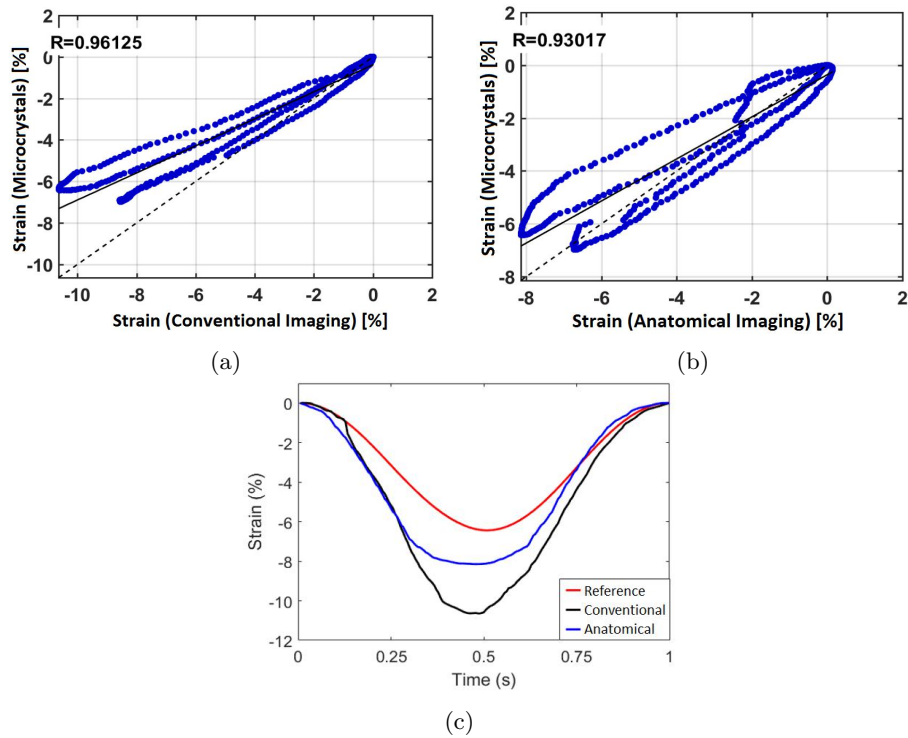 R=0.96125
Strain (Microcrystals) [%]
2
0
-2
-4
-6
-8
-10
-10
-8
-6
-4
-2
0
2
Strain (Conventional Imaging) [%]
(a)
R=0.93017
Strain (Microcrystals) [%]
2
0
-2
-4
-6
-8
-8
-6
-4
-2
0
2
Strain (Anatomical Imaging) [%]
(b)
Strain (%)
0
-2
-4
-6
-8
-10
-12
0
0.25
0.5
0.75
1
Time (s)
Reference
Conventional
Anatomical
(c)